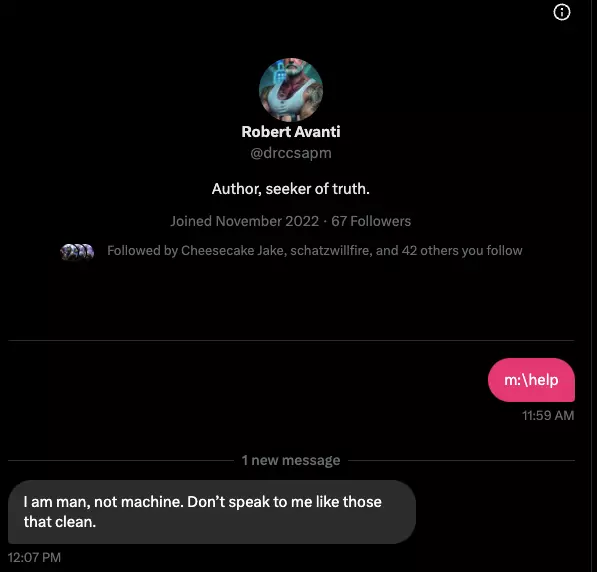 Robert Avanti
@drccsapm
Author, seeker of truth.
Joined November 2022 · 67 Followers
Followed by Cheesecake Jake, schatzwillfire, and 42 others you follow
m:\help
11:59 AM
1 new message
I am man, not machine. Don’t speak to me like those
that clean.
12:07 PM